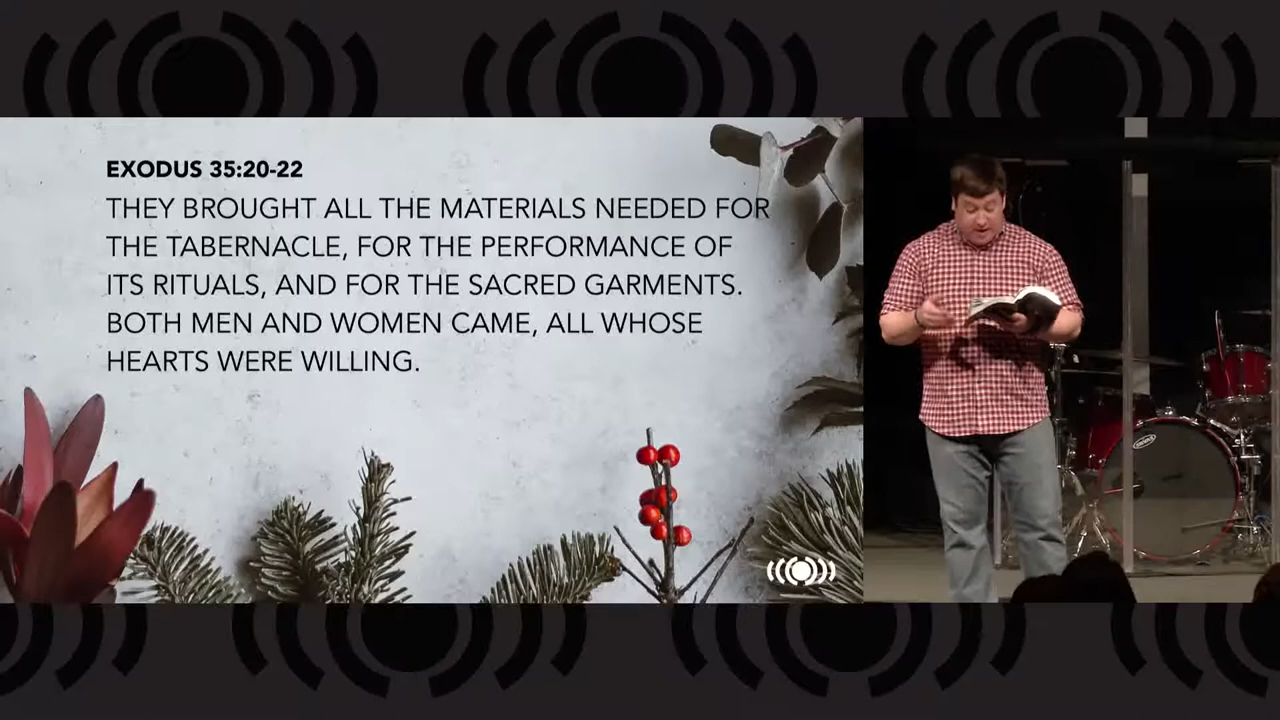 EXODUS 35:20-22
THEY BROUGHT ALL THE MATERIALS NEEDED FOR
THE TABERNACLE, FOR THE PERFORMANCE OF
ITS RITUALS, AND FOR THE SACRED GARMENTS.
BOTH MEN AND WOMEN CAME, ALL WHOSE
HEARTS WERE WILLING.